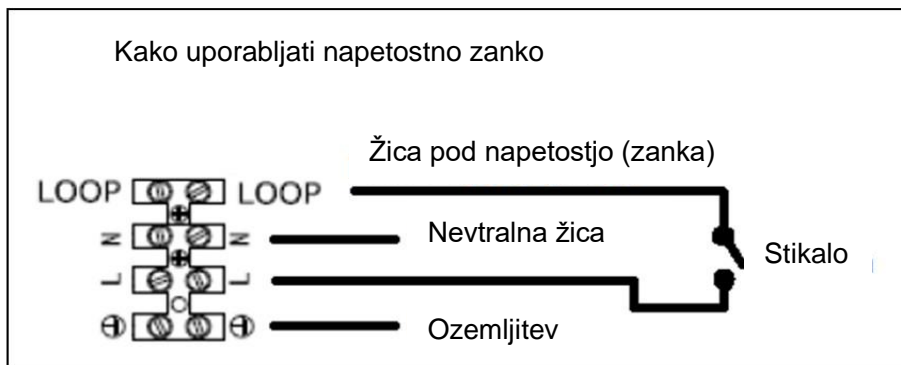 Kako uporabljati napetostno zanko
Žica pod napetostjo (zanka)
LOOP LOOP
N N Nevtralna žica
Stikalo
L L
Ozemljitev